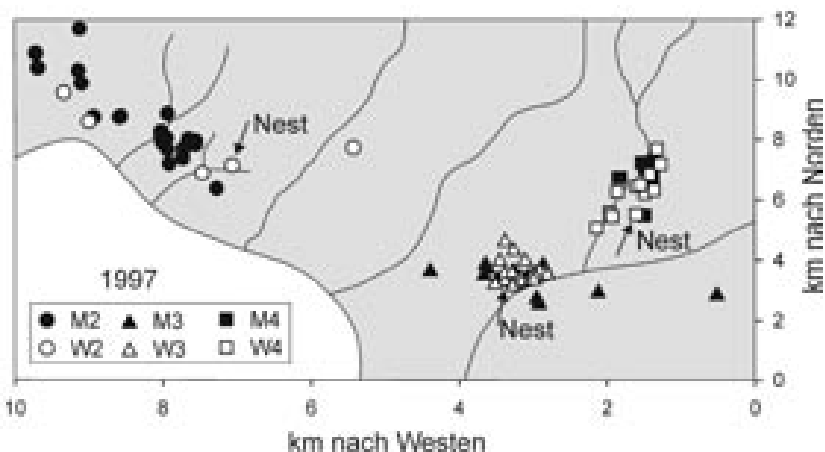 12
10
Nest
8
km nach Norden
6
Nest
4
1997
M2 M3 M4
W2 W3 W4
2
Nest
0
10 8 6 4 2 0
km nach Westen